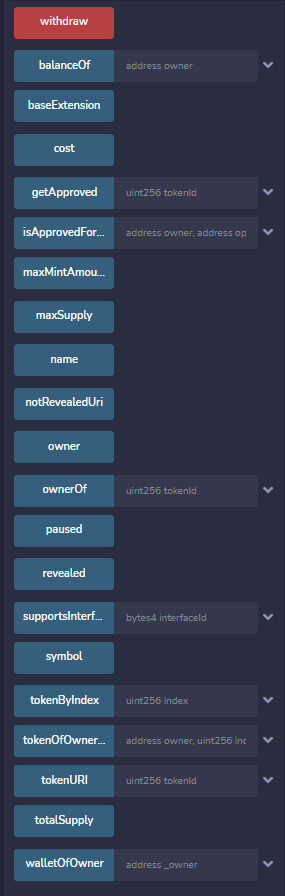 withdraw
balanceOf address owner
baseExtension
cost
getApproved uint256 tokenId
isApprovedFor... address owner, address op
maxMintAmou...
maxSupply
name
notRevealedUri
owner
ownerOf uint256 tokenId
paused
revealed
supportsInterf... bytes4 interfaceId
symbol
tokenByIndex uint256 index
tokenOfOwner... address owner, uint256 inc
tokenURI uint256 tokenId
totalSupply
walletOfOwner address _owner